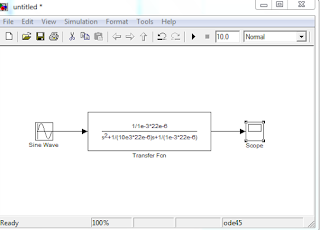 untitled *
File Edit View Simulation Format Tools Help
10.0 Normal
1/1e-3*22e-6
s²+1/(10e3*22e-6)s+1/(1e-3*22e-6)
Sine Wave
Transfer Fcn
Scope
Ready 100% ode45